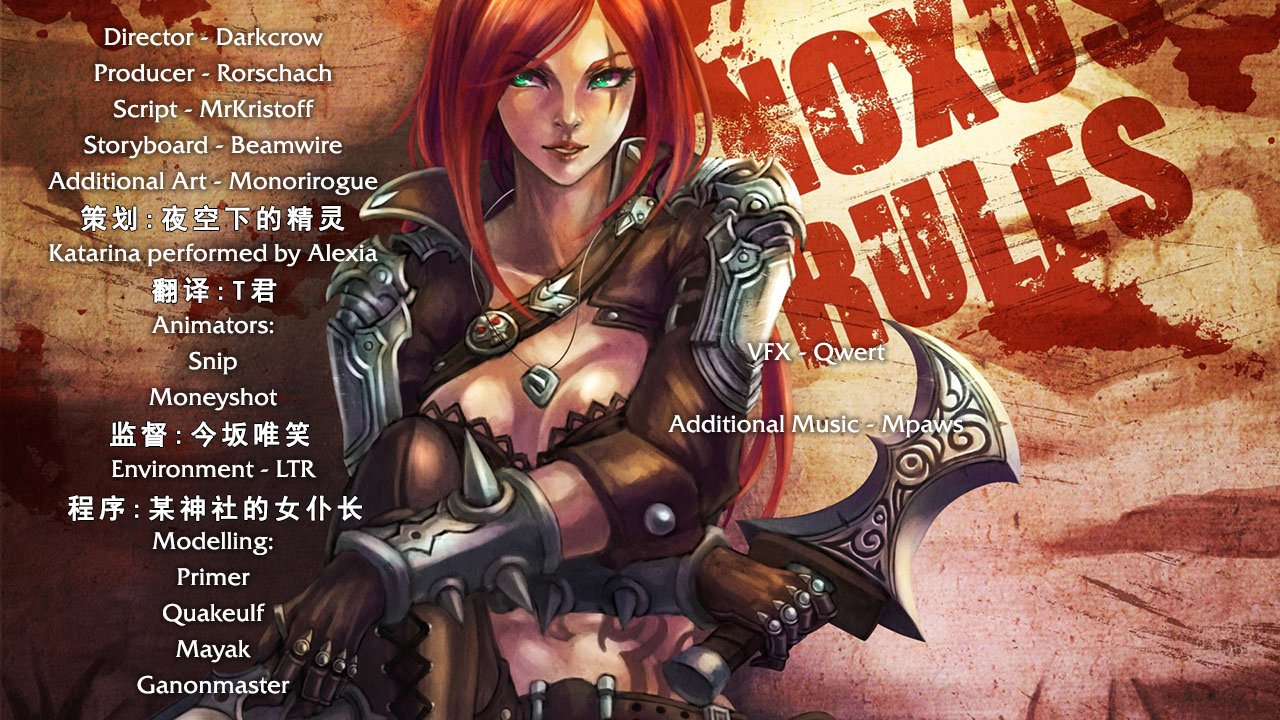 Director - Darkcrow
Producer - Rorschach
Script - MrKristoff
Storyboard - Beamwire
Additional Art - Monorirogue
策划:夜空下的精灵
Katarina performed by Alexia
翻译:T君
Animators:
Snip
Moneyshot
监督:今坂唯笑
Environment - LTR
程序:某神社的女仆长
Modelling:
Primer
Quakeulf
Mayak
Ganonmaster
NOXUS
RULES
VFX - Qwert
Additional Music - Mpaws